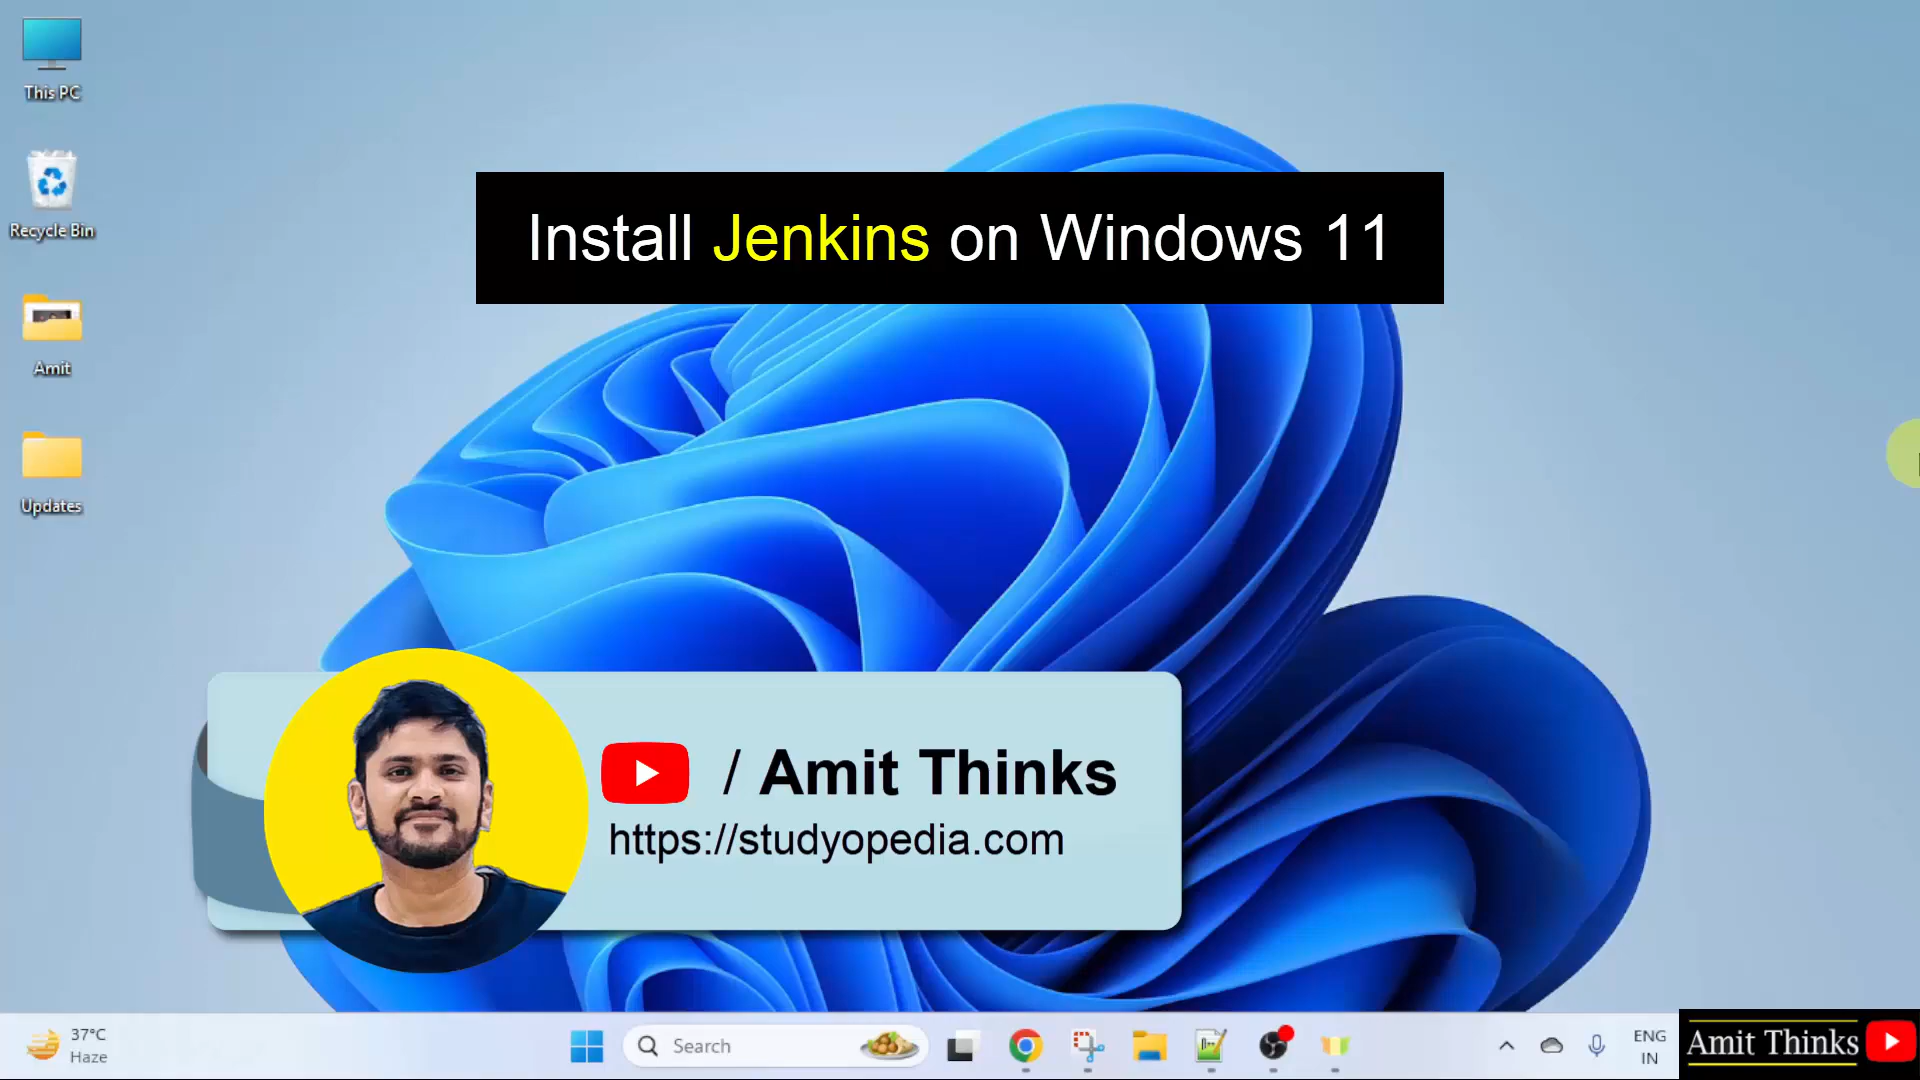 This PC
Recycle Bin
Amit
Updates
Install Jenkins on Windows 11
/ Amit Thinks
https://studyopedia.com
37°C
Haze
Search
ENG
IN
Amit Thinks